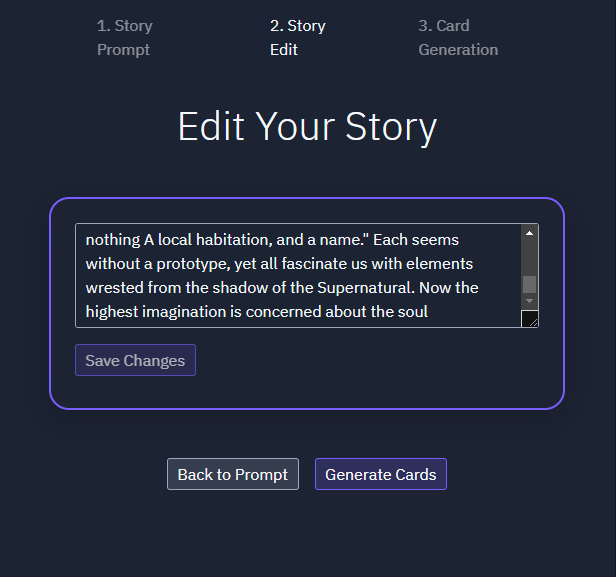 1. Story
Prompt
2. Story
Edit
3. Card
Generation
Edit Your Story
nothing A local habitation, and a name." Each seems
without a prototype, yet all fascinate us with elements
wrested from the shadow of the Supernatural. Now the
highest imagination is concerned about the soul
Save Changes
Back to Prompt
Generate Cards